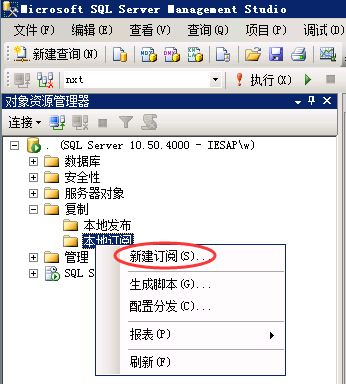 Microsoft SQL Server Management Studio
文件(F) 编辑(E) 查看(V) 查询(Q) 项目(P) 调试(D)
新建查询(N)
nxt 执行(X)
对象资源管理器
连接
. (SQL Server 10.50.4000 - IESAP\w)
数据库
安全性
服务器对象
复制
本地发布
本地订阅
管理
SQL S
新建订阅(S)...
生成脚本(G)...
配置分发(C)...
报表(P)
刷新(F)